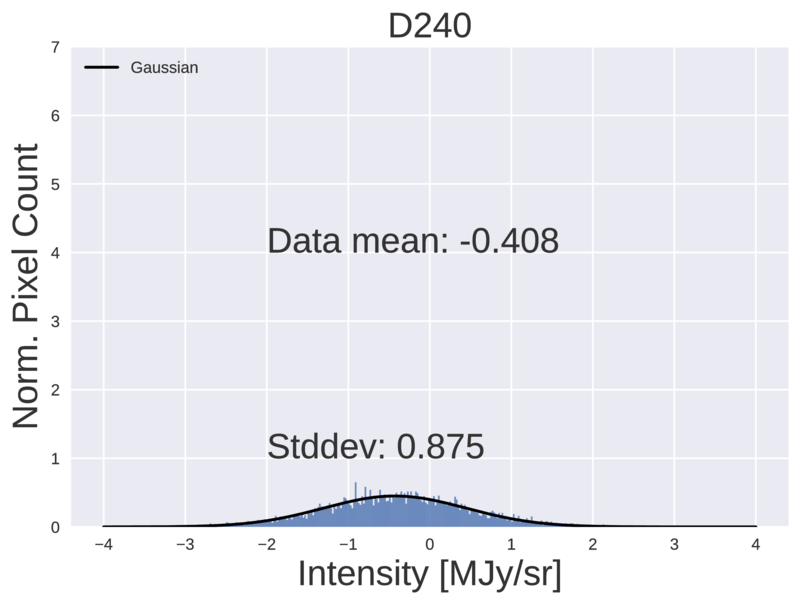 D240
7
Gaussian
6
5
Data mean: -0.408
4
3
2
Stddev: 0.875
1
0
−4 −3 −2 −1 0 1 2 3 4
Norm. Pixel Count
Intensity [MJy/sr]